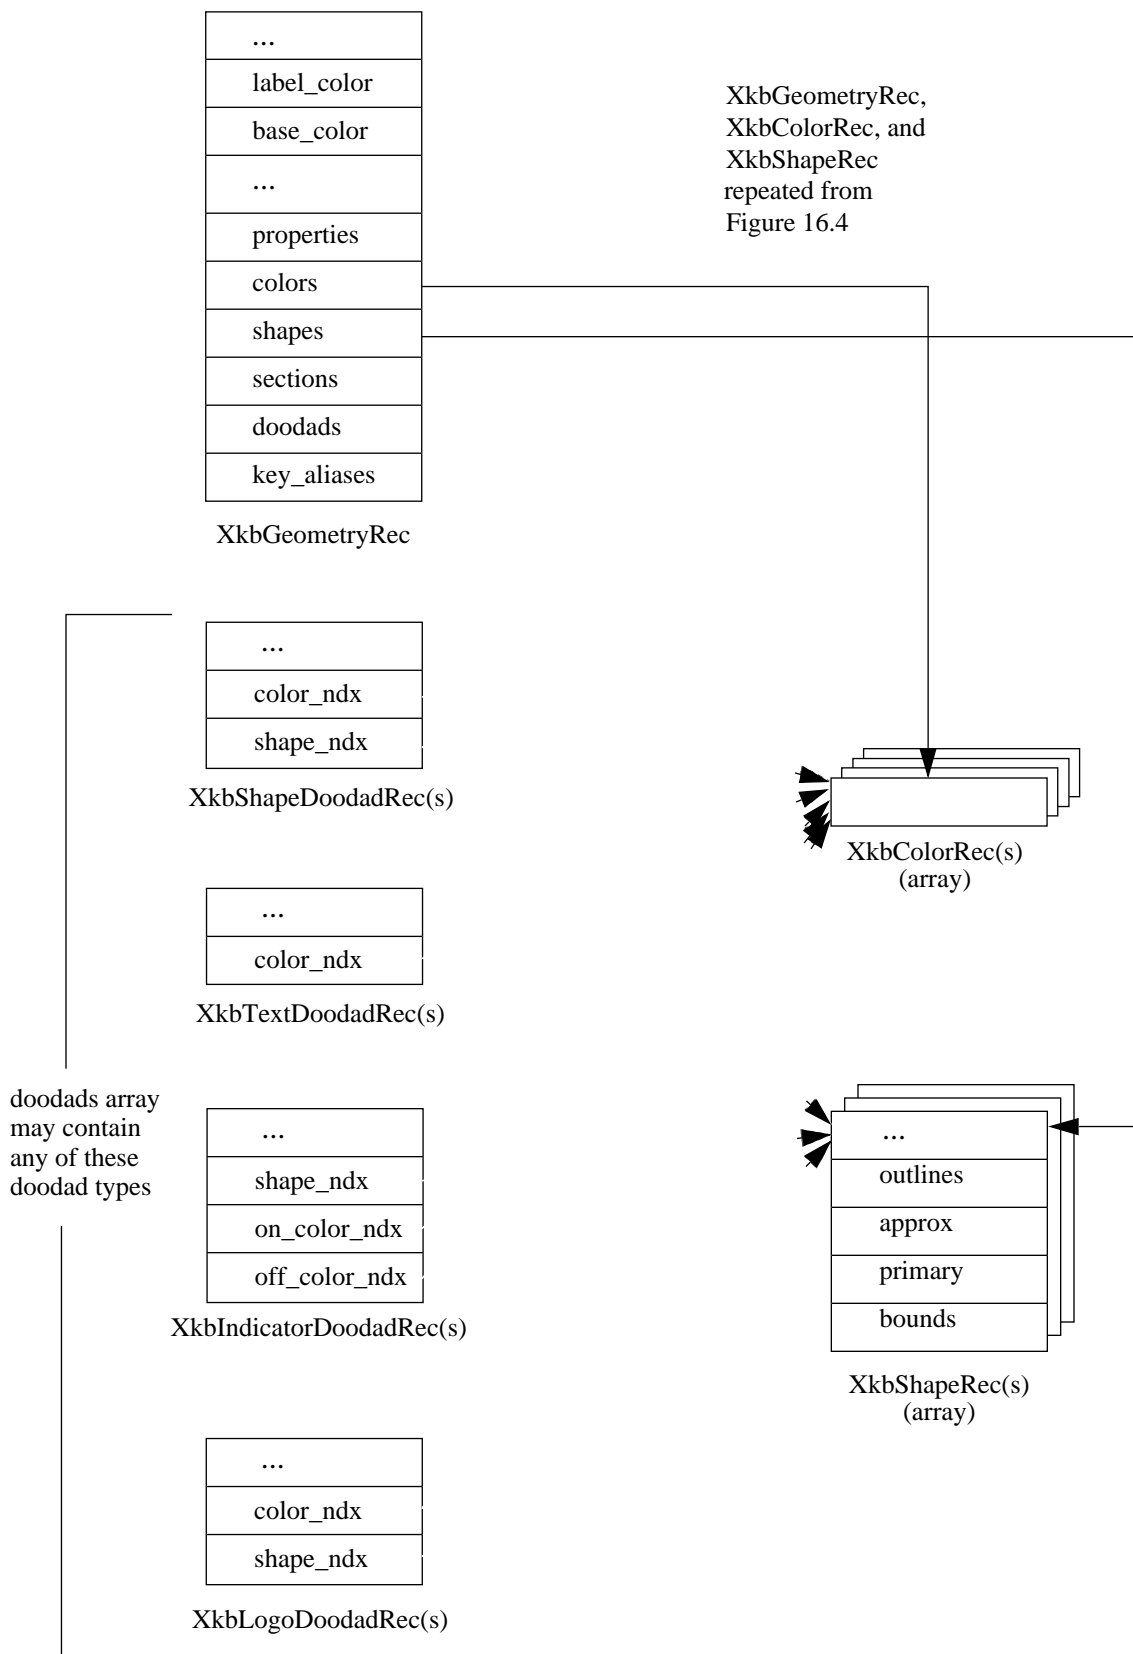 ...
label_color
base_color
...
properties
colors
shapes
sections
doodads
key_aliases
XkbGeometryRec
XkbGeometryRec,
XkbColorRec, and
XkbShapeRec
repeated from
Figure 16.4
...
color_ndx
shape_ndx
XkbShapeDoodadRec(s)
XkbColorRec(s)
(array)
...
color_ndx
XkbTextDoodadRec(s)
doodads array
may contain
any of these
doodad types
...
shape_ndx
on_color_ndx
off_color_ndx
XkbIndicatorDoodadRec(s)
...
outlines
approx
primary
bounds
XkbShapeRec(s)
(array)
...
color_ndx
shape_ndx
XkbLogoDoodadRec(s)